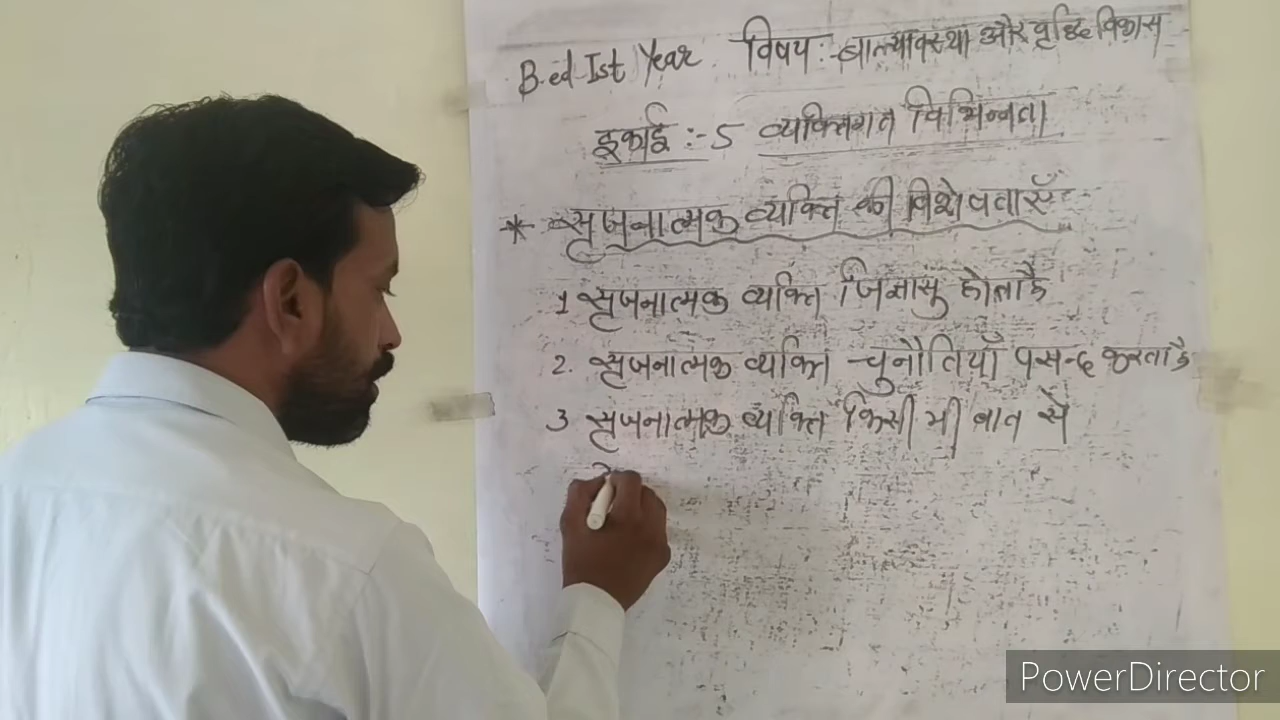 B.ed Ist Year. विषय :- बाल्यावस्था और वृद्धि विकास
इकाई :- 5 व्यक्तिगत विभिन्नता
* सृजनात्मक व्यक्ति की विशेषताएँ
1 सृजनात्मक व्यक्ति जिज्ञासु होता है
2. सृजनात्मक व्यक्ति चुनौतियाँ पसन्द करता है
3 सृजनात्मक व्यक्ति किसी भी बात से
PowerDirector